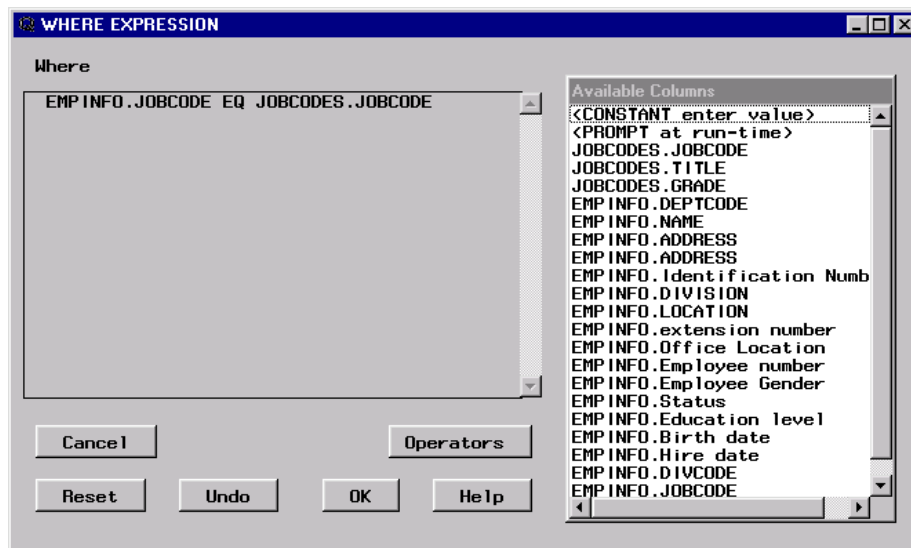 WHERE EXPRESSION
Where
EMPINFO.JOBCODE EQ JOBCODES.JOBCODE
Available Columns
<CONSTANT enter value>
<PROMPT at run-time>
JOBCODES.JOBCODE
JOBCODES.TITLE
JOBCODES.GRADE
EMPINFO.DEPTCODE
EMPINFO.NAME
EMPINFO.ADDRESS
EMPINFO.ADDRESS
EMPINFO.Identification Numb
EMPINFO.DIVISION
EMPINFO.LOCATION
EMPINFO.extension number
EMPINFO.Office Location
EMPINFO.Employee number
EMPINFO.Employee Gender
EMPINFO.Status
EMPINFO.Education level
EMPINFO.Birth date
EMPINFO.Hire date
EMPINFO.DIVCODE
EMPINFO.JOBCODE
Cancel Operators
Reset Undo OK Help